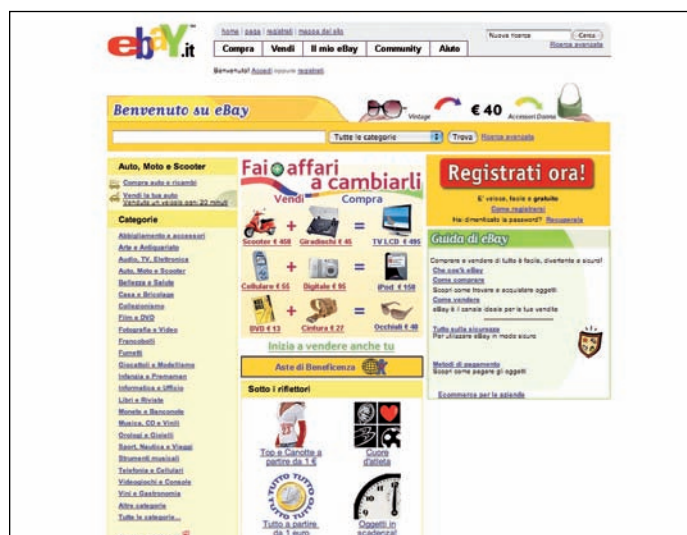 ebay.it
home | paga | registrati | mappa del sito
Compra Vendi Il mio eBay Community Aiuto
Nuova ricerca Cerca
Ricerca avanzata
Benvenuto! Accedi oppure registrati.
Benvenuto su eBay
Vintage € 40 Accessori Donna
Tutte le categorie Trova Ricerca avanzata
Auto, Moto e Scooter
Compra auto e ricambi
Vendi la tua auto
Venduto un veicolo ogni 20 minuti
Categorie
Abbigliamento e accessori
Arte e Antiquariato
Audio, TV, Elettronica
Auto, Moto e Scooter
Bellezza e Salute
Casa e Bricolage
Collezionismo
Film e DVD
Fotografia e Video
Francobolli
Fumetti
Giocattoli e Modellismo
Infanzia e Premaman
Informatica e Ufficio
Libri e Riviste
Monete e Banconote
Musica, CD e Vinili
Orologi e Gioielli
Sport, Nautica e Viaggi
Strumenti musicali
Telefonia e Cellulari
Videogiochi e Console
Vini e Gastronomia
Altre categorie
Tutte le categorie...
Fai affari
a cambiarli
Vendi Compra
Scooter € 450 + Giradischi € 45 = TV LCD € 495
Cellulare € 55 + Digitale € 95 = iPod € 150
DVD € 13 + Cintura € 27 = Occhiali € 40
Inizia a vendere anche tu
Aste di Beneficenza
Sotto i riflettori
Top e Canotte a
partire da 1 €
Cuore
d'atleta
TUTTO TUTTO TUTTO
Tutto a partire
da 1 euro
Oggetti in
scadenza!
Registrati ora!
E' veloce, facile e gratuito
Come registrarsi
Hai dimenticato la password? Recuperala
Guida di eBay
Comprare e vendere di tutto è facile, divertente e sicuro!
Che cos'è eBay
Come comprare
Scopri come trovare e acquistare oggetti
Come vendere
eBay è il canale ideale per le tue vendite
Tutto sulla sicurezza
Per utilizzare eBay in modo sicuro
Metodi di pagamento
Scopri come pagare gli oggetti
Ecommerce per le aziende